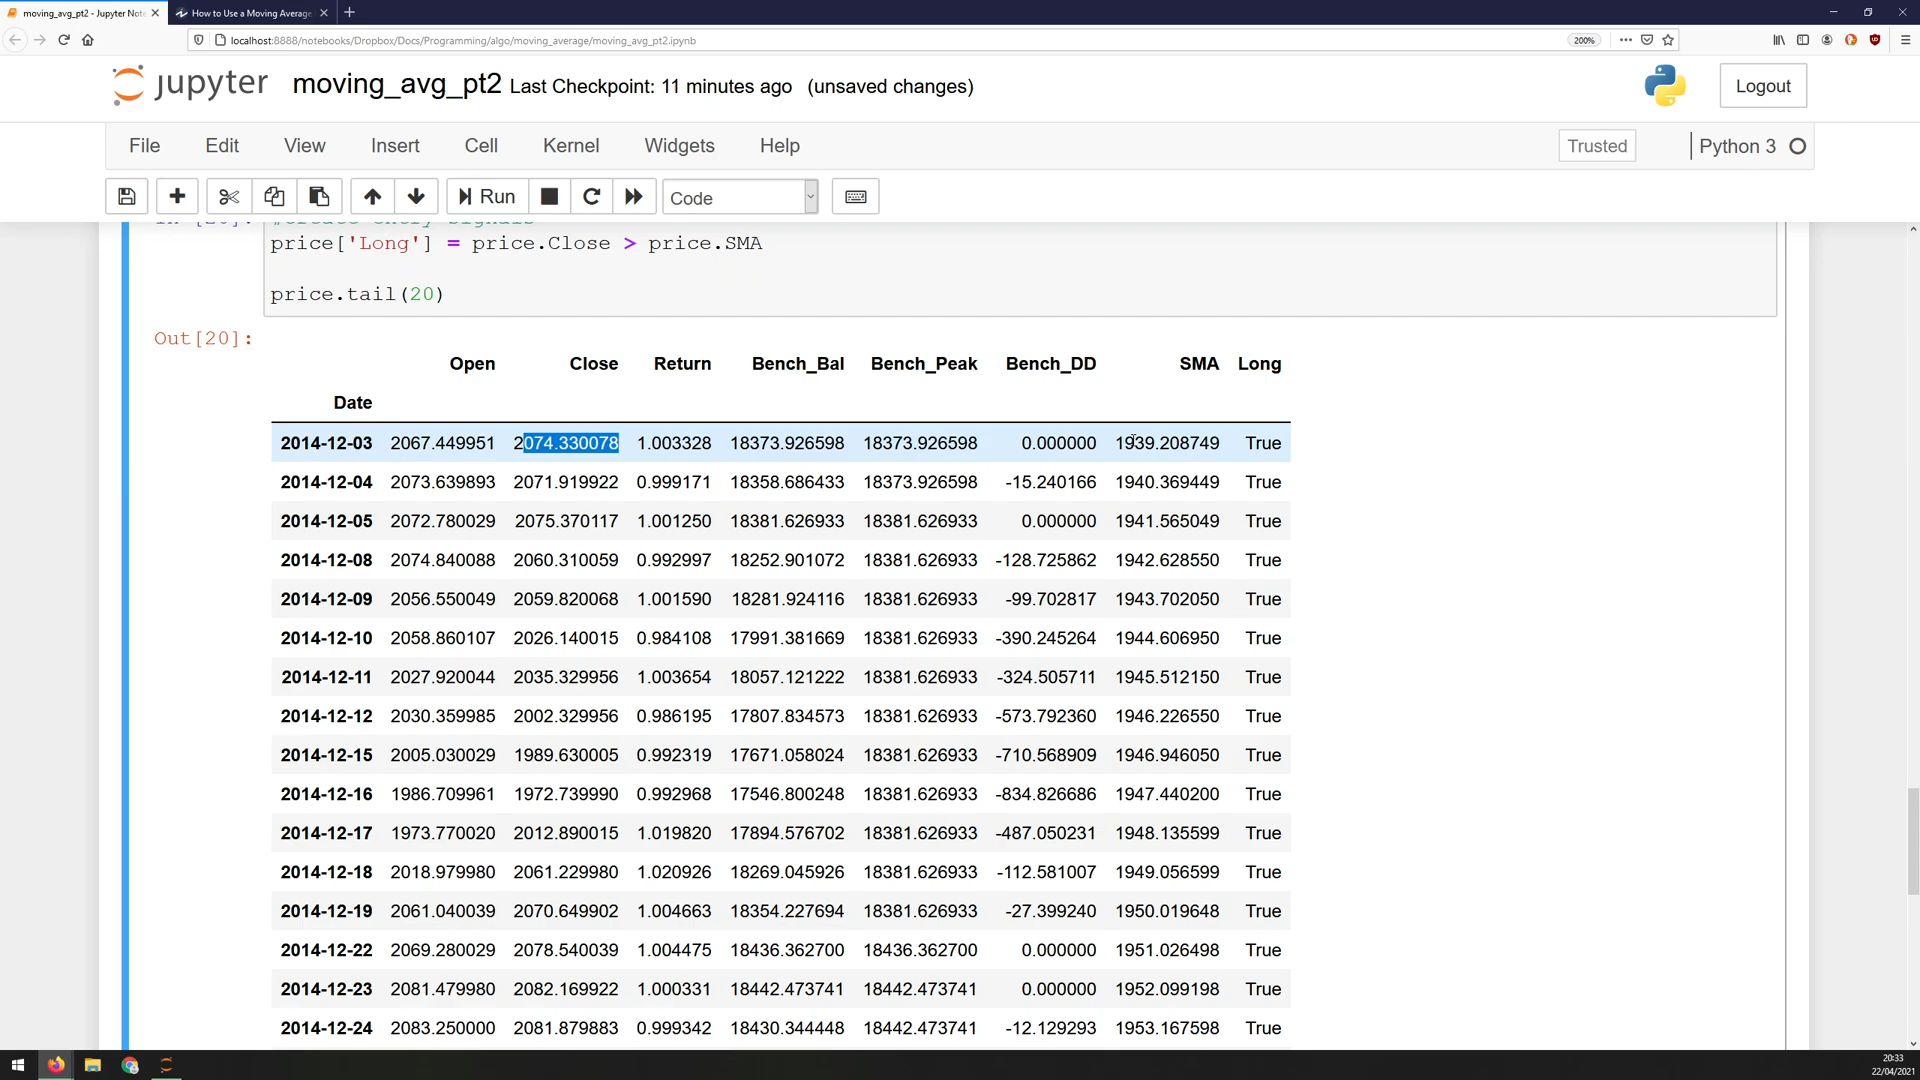 moving_avg_pt2 - Jupyter Not
How to Use a Moving Average
localhost:8888/notebooks/Dropbox/Docs/Programming/algo/moving_average/moving_avg_pt2.ipynb
200%
jupyter
moving_avg_pt2 Last Checkpoint: 11 minutes ago (unsaved changes)
Logout
File Edit View Insert Cell Kernel Widgets Help
Trusted
Python 3
Run
Code
In [20]:
#Create entry signals
price['Long'] = price.Close > price.SMA
price.tail(20)
Out[20]:
Open Close Return Bench_Bal Bench_Peak Bench_DD SMA Long
Date
2014-12-03 2067.449951 2074.330078 1.003328 18373.926598 18373.926598 0.000000 1939.208749 True
2014-12-04 2073.639893 2071.919922 0.999171 18358.686433 18373.926598 -15.240166 1940.369449 True
2014-12-05 2072.780029 2075.370117 1.001250 18381.626933 18381.626933 0.000000 1941.565049 True
2014-12-08 2074.840088 2060.310059 0.992997 18252.901072 18381.626933 -128.725862 1942.628550 True
2014-12-09 2056.550049 2059.820068 1.001590 18281.924116 18381.626933 -99.702817 1943.702050 True
2014-12-10 2058.860107 2026.140015 0.984108 17991.381669 18381.626933 -390.245264 1944.606950 True
2014-12-11 2027.920044 2035.329956 1.003654 18057.121222 18381.626933 -324.505711 1945.512150 True
2014-12-12 2030.359985 2002.329956 0.986195 17807.834573 18381.626933 -573.792360 1946.226550 True
2014-12-15 2005.030029 1989.630005 0.992319 17671.058024 18381.626933 -710.568909 1946.946050 True
2014-12-16 1986.709961 1972.739990 0.992968 17546.800248 18381.626933 -834.826686 1947.440200 True
2014-12-17 1973.770020 2012.890015 1.019820 17894.576702 18381.626933 -487.050231 1948.135599 True
2014-12-18 2018.979980 2061.229980 1.020926 18269.045926 18381.626933 -112.581007 1949.056599 True
2014-12-19 2061.040039 2070.649902 1.004663 18354.227694 18381.626933 -27.399240 1950.019648 True
2014-12-22 2069.280029 2078.540039 1.004475 18436.362700 18436.362700 0.000000 1951.026498 True
2014-12-23 2081.479980 2082.169922 1.000331 18442.473741 18442.473741 0.000000 1952.099198 True
2014-12-24 2083.250000 2081.879883 0.999342 18430.344448 18442.473741 -12.129293 1953.167598 True
20:33
22/04/2021